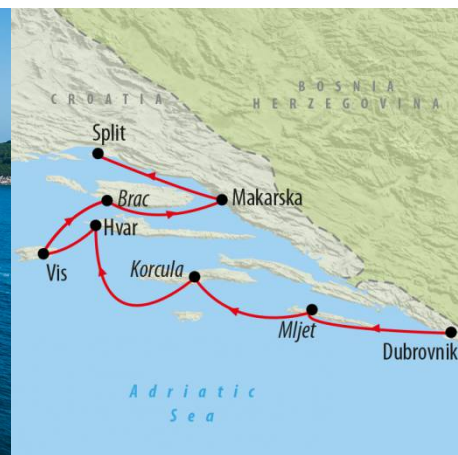 CROATIA
BOSNIA
HERZEGOVINA
Split
Brac
Makarska
Hvar
Vis
Korcula
Mljet
Dubrovnik
Adriatic
Sea